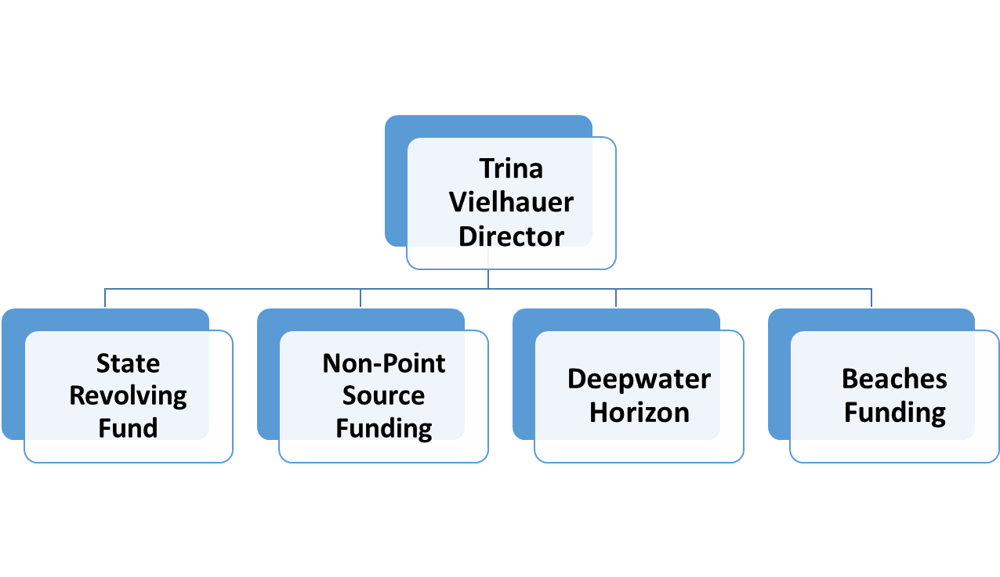 Trina
Vielhauer
Director
State
Revolving
Fund
Non-Point
Source
Funding
Deepwater
Horizon
Beaches
Funding